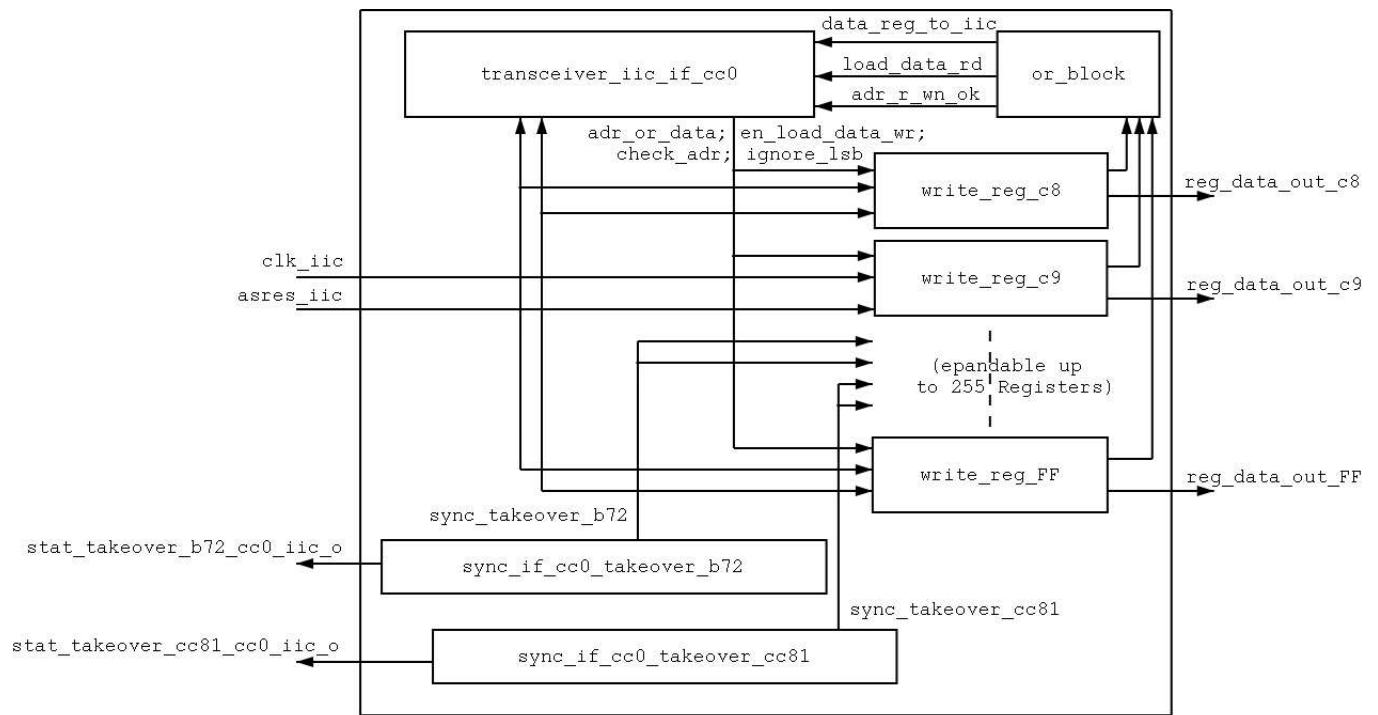 data_reg_to_iic
transceiver_iic_if_cc0
load_data_rd
or_block
adr_r_wn_ok
adr_or_data; en_load_data_wr;
check_adr; ignore_lsb
write_reg_c8
reg_data_out_c8
clk_iic
write_reg_c9
reg_data_out_c9
asres_iic
(epandable up
to 255 Registers)
write_reg_FF
reg_data_out_FF
sync_takeover_b72
stat_takeover_b72_cc0_iic_o
sync_if_cc0_takeover_b72
sync_takeover_cc81
stat_takeover_cc81_cc0_iic_o
sync_if_cc0_takeover_cc81